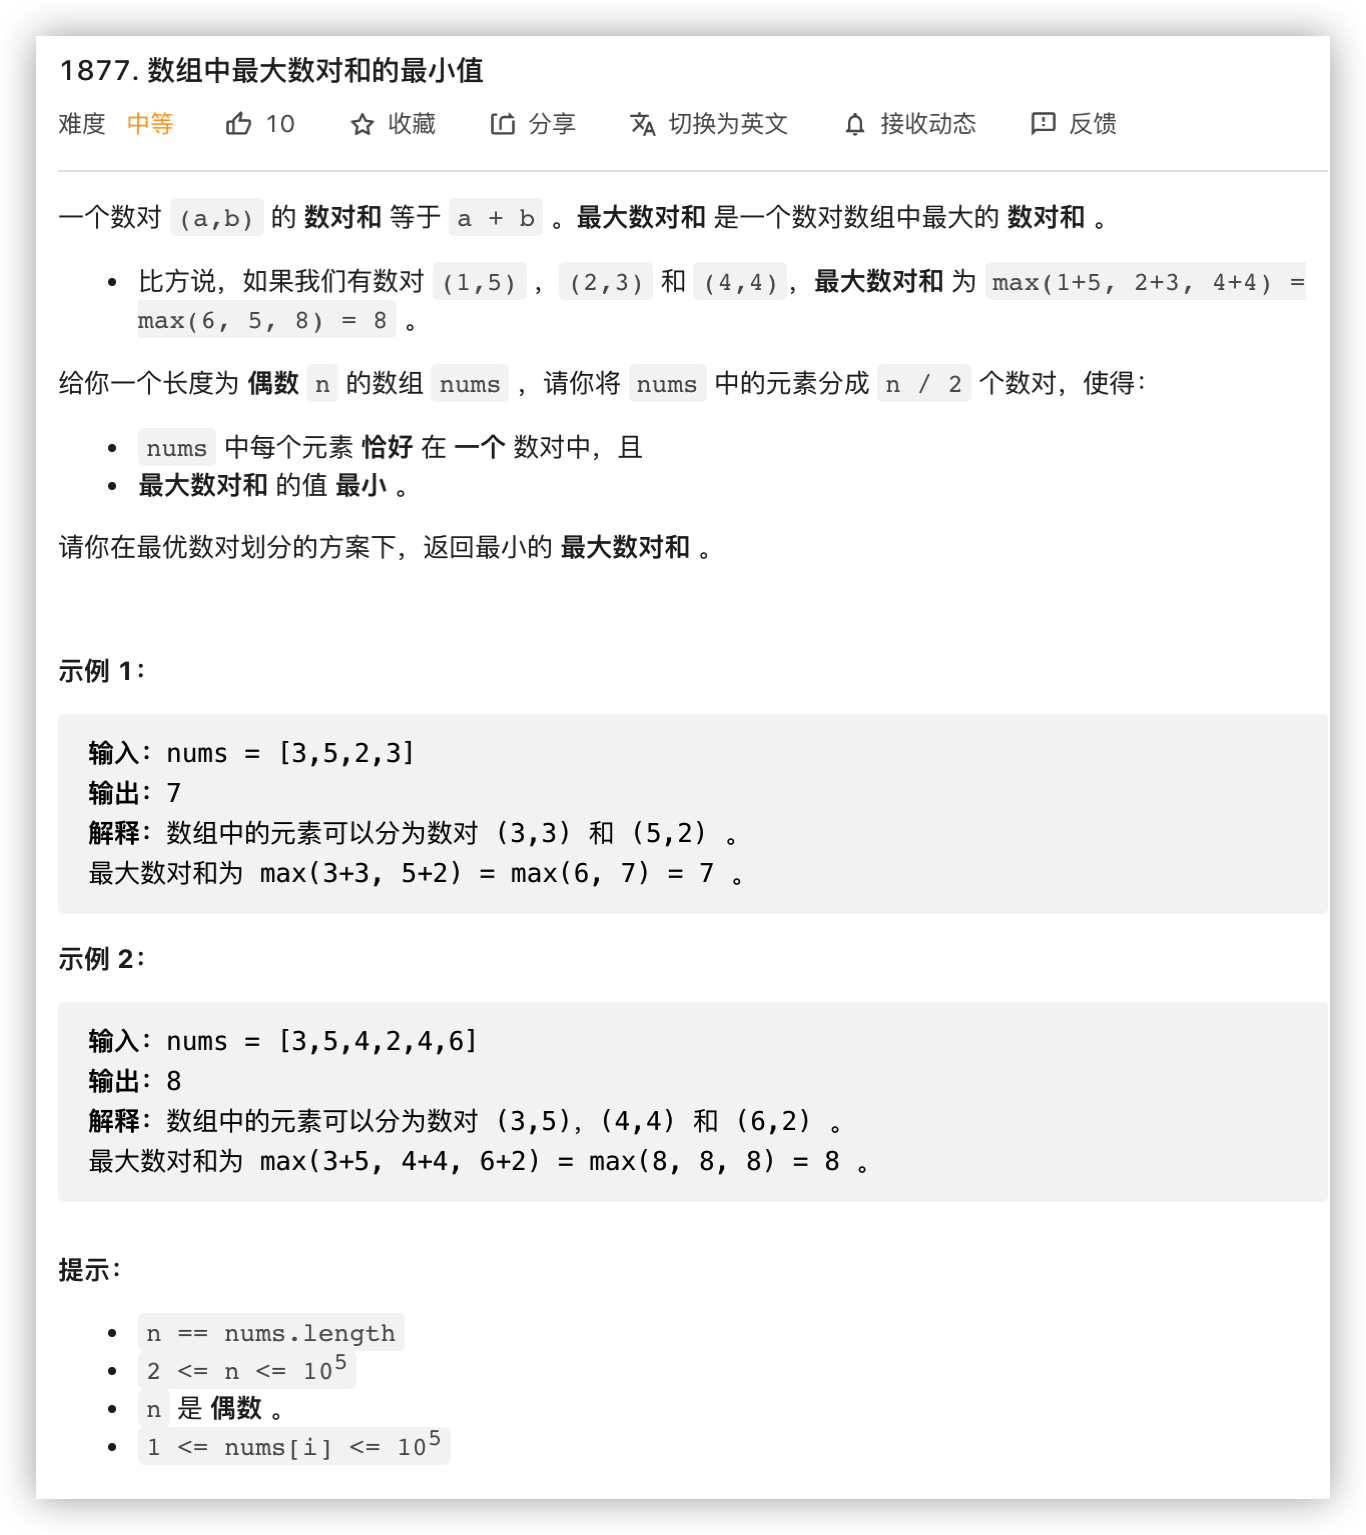 1877. 数组中最大数对和的最小值
难度 中等 10 收藏 分享 切换为英文 接收动态 反馈
一个数对 (a,b) 的 数对和 等于 a + b 。最大数对和 是一个数对数组中最大的 数对和 。
• 比方说，如果我们有数对 (1,5) ， (2,3) 和 (4,4)，最大数对和 为 max(1+5, 2+3, 4+4) =
max(6, 5, 8) = 8 。
给你一个长度为 偶数 n 的数组 nums ，请你将 nums 中的元素分成 n / 2 个数对，使得：
• nums 中每个元素 恰好 在 一个 数对中，且
• 最大数对和 的值 最小 。
请你在最优数对划分的方案下，返回最小的 最大数对和 。
示例 1：
输入：nums = [3,5,2,3]
输出：7
解释：数组中的元素可以分为数对 (3,3) 和 (5,2) 。
最大数对和为 max(3+3, 5+2) = max(6, 7) = 7 。
示例 2：
输入：nums = [3,5,4,2,4,6]
输出：8
解释：数组中的元素可以分为数对 (3,5)，(4,4) 和 (6,2) 。
最大数对和为 max(3+5, 4+4, 6+2) = max(8, 8, 8) = 8 。
提示：
• n == nums.length
• 2 <= n <= 10⁵
• n 是 偶数 。
• 1 <= nums[i] <= 10⁵